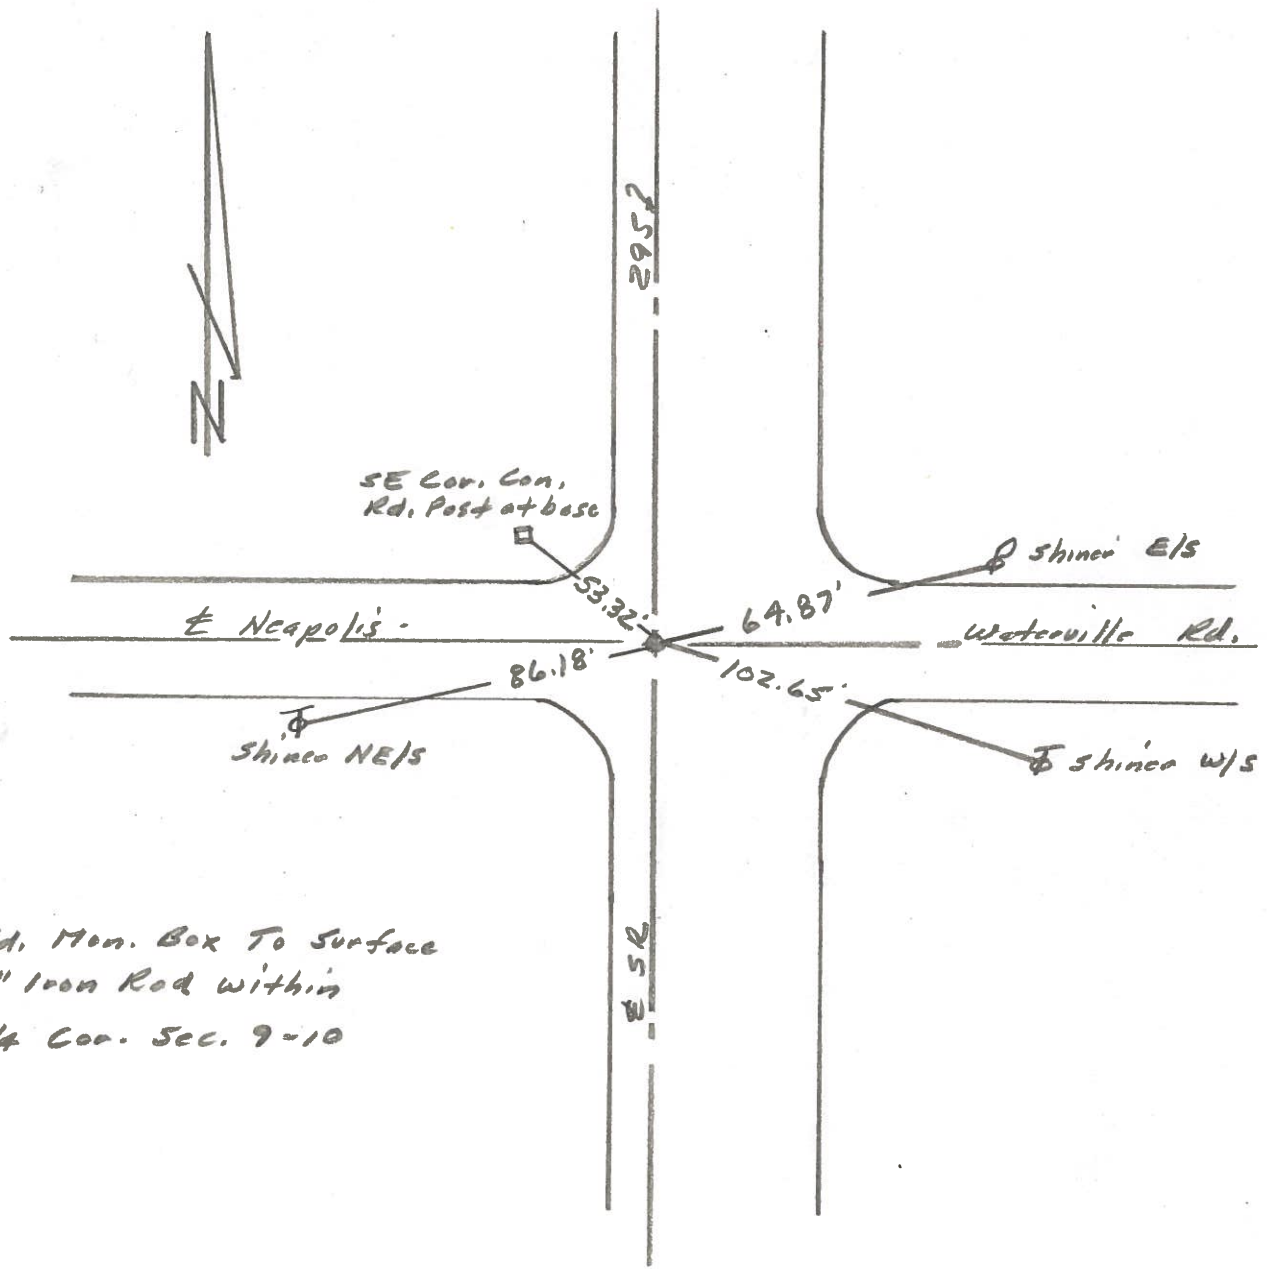 295
N
SE Cor. Con.
Rd. Post at base
Shiner E/S
53.32'
64.87'
℄ Neapolis - Waterville Rd.
86.18'
102.65'
Shiner NE/S
Shiner W/S
d. Mon. Box To Surface
" Iron Rod within
℄ SR
/4 Cor. Sec. 9-10